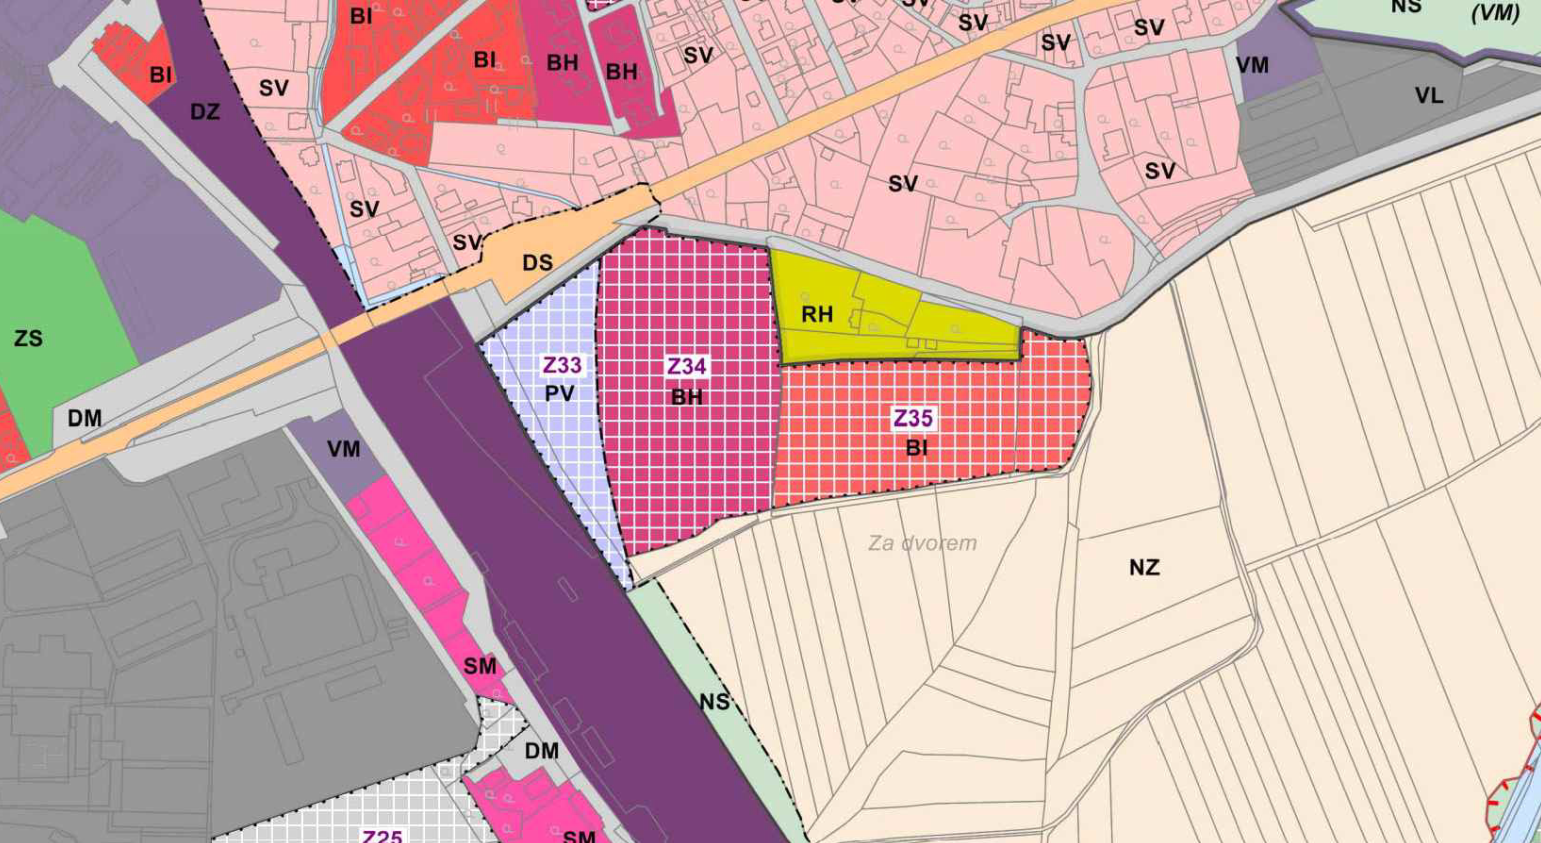 NS
(VM)
BI
SV
SV
SV
BI
BH
BH
SV
SV
VM
BI
SV
VL
DZ
SV
SV
SV
SV
DS
RH
ZS
Z33
PV
Z34
BH
DM
Z35
BI
VM
Za dvorem
NZ
SM
NS
DM
Z25
SM